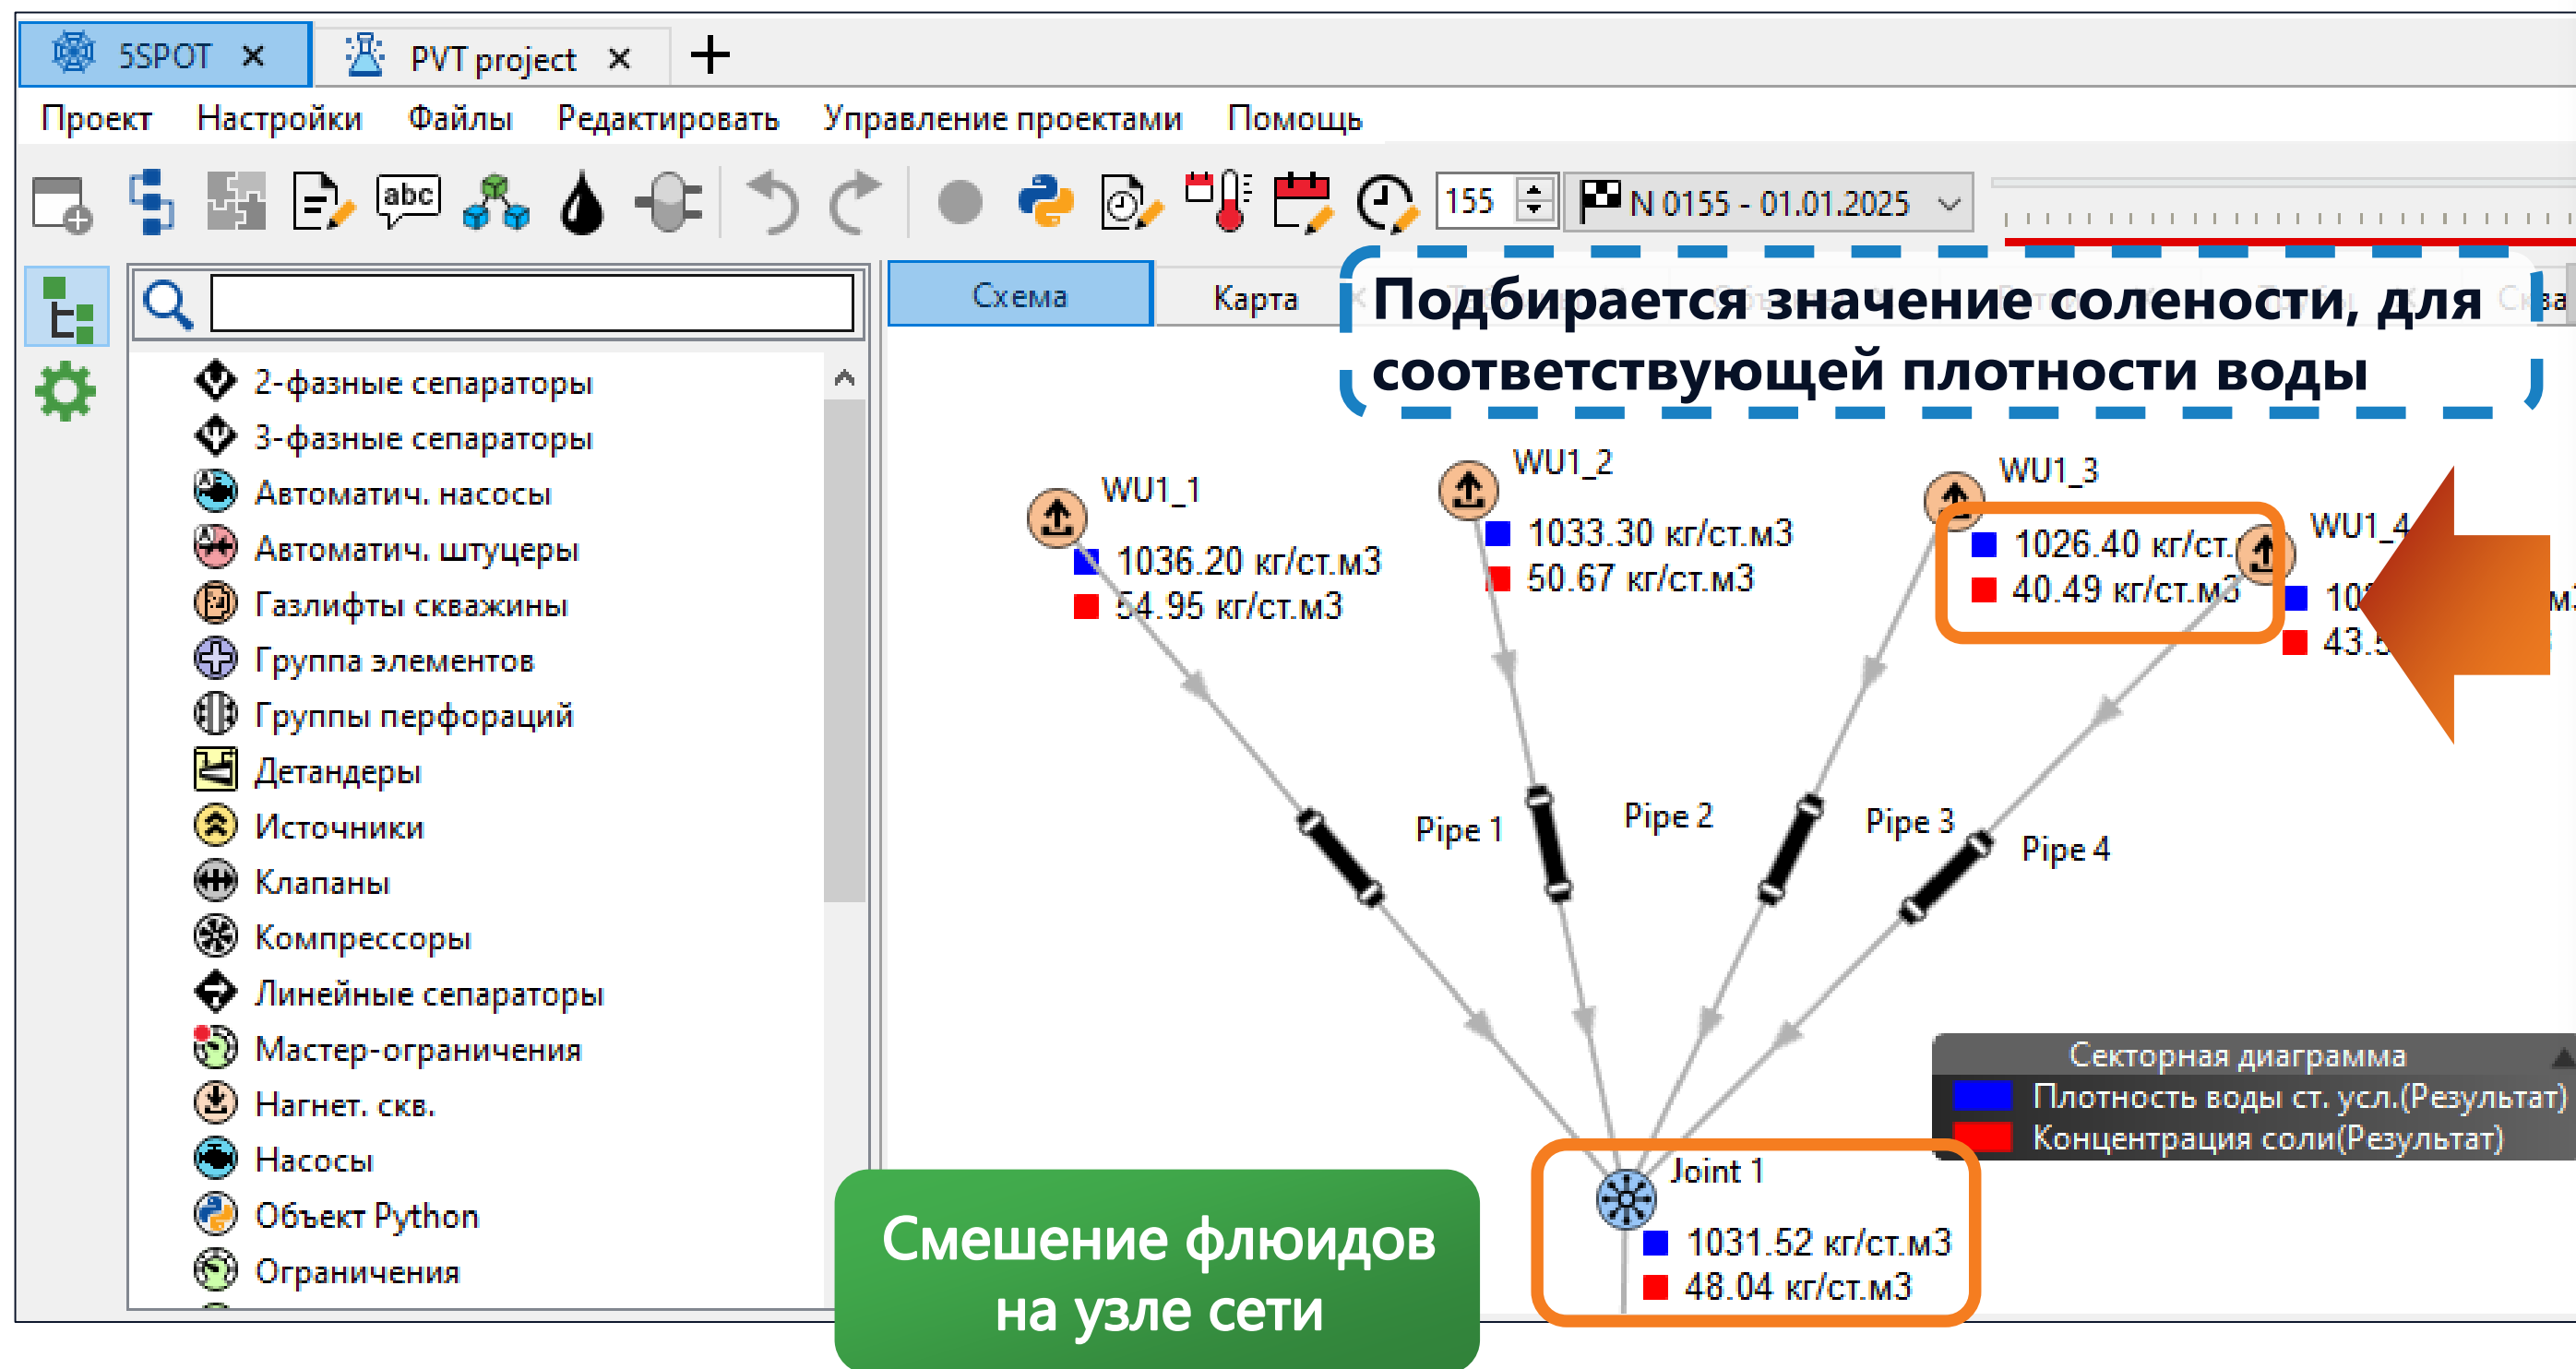 5SPOT
PVT project
Проект Настройки Файлы Редактировать Управление проектами Помощь
abc
155
N 0155 - 01.01.2025
Схема
Карта
Подбирается значение солености, для
соответствующей плотности воды
2-фазные сепараторы
3-фазные сепараторы
Автоматич. насосы
Автоматич. штуцеры
Газлифты скважины
Группа элементов
Группы перфораций
Детандеры
Источники
Клапаны
Компрессоры
Линейные сепараторы
Мастер-ограничения
Нагнет. скв.
Насосы
Объект Python
Ограничения
WU1_1
1036.20 кг/ст.м3
54.95 кг/ст.м3
WU1_2
1033.30 кг/ст.м3
50.67 кг/ст.м3
WU1_3
1026.40 кг/ст.
40.49 кг/ст.м3
WU1_4
Pipe 1
Pipe 2
Pipe 3
Pipe 4
Секторная диаграмма
Плотность воды ст. усл.(Результат)
Концентрация соли(Результат)
Joint 1
1031.52 кг/ст.м3
48.04 кг/ст.м3
Смешение флюидов
на узле сети